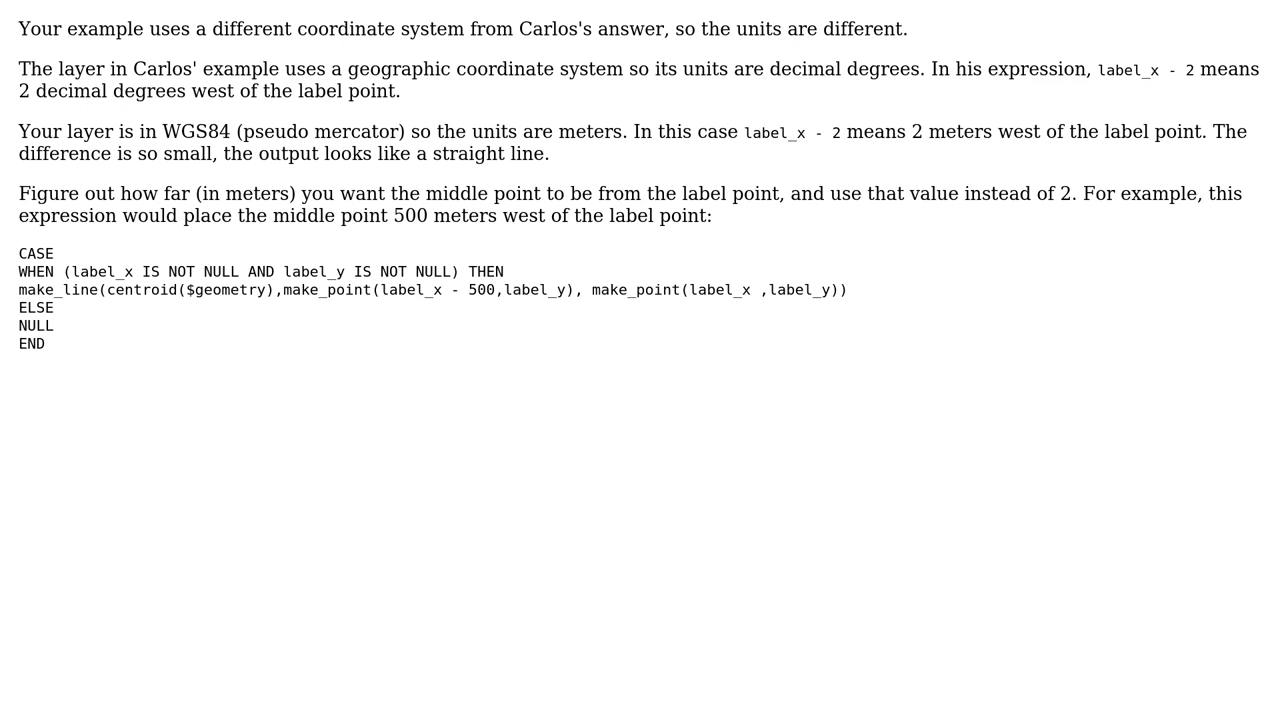 Your example uses a different coordinate system from Carlos's answer, so the units are different.
The layer in Carlos' example uses a geographic coordinate system so its units are decimal degrees. In his expression, label_x - 2 means
2 decimal degrees west of the label point.
Your layer is in WGS84 (pseudo mercator) so the units are meters. In this case label_x - 2 means 2 meters west of the label point. The
difference is so small, the output looks like a straight line.
Figure out how far (in meters) you want the middle point to be from the label point, and use that value instead of 2. For example, this
expression would place the middle point 500 meters west of the label point:
CASE
WHEN (label_x IS NOT NULL AND label_y IS NOT NULL) THEN
make_line(centroid($geometry),make_point(label_x - 500,label_y), make_point(label_x ,label_y))
ELSE
NULL
END